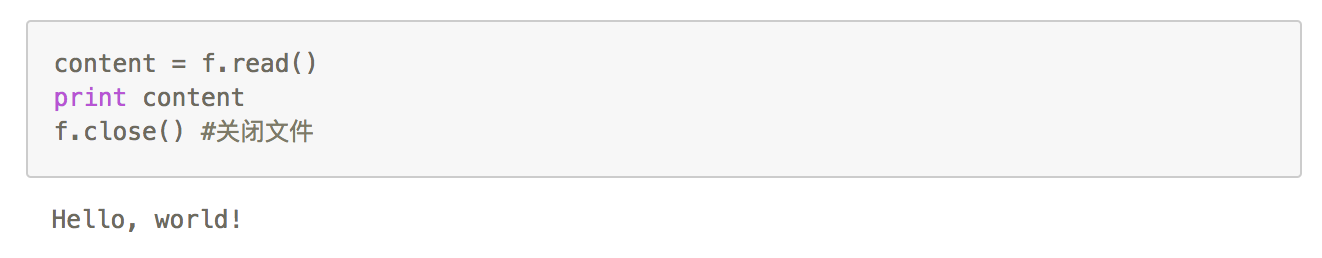 content = f.read()
print content
f.close() #关闭文件
Hello, world!